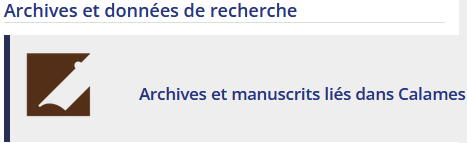 Archives et données de recherche
Archives et manuscrits liés dans Calames